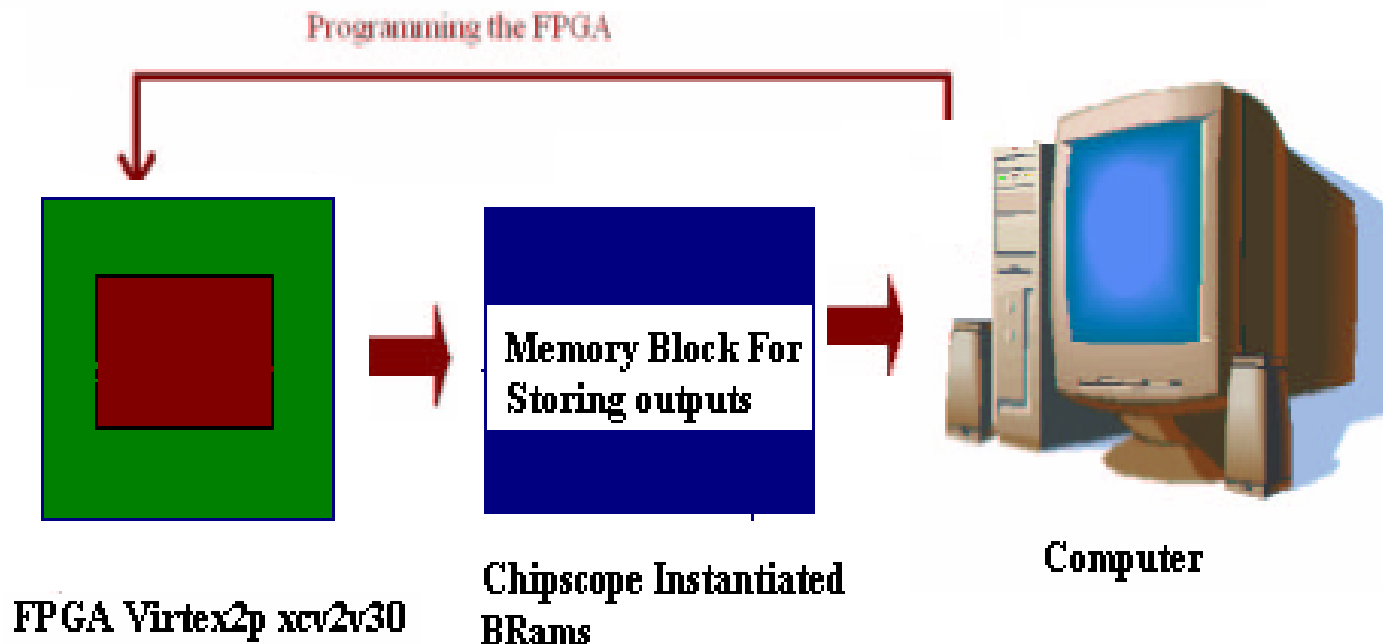 Programming the FPGA
Memory Block For
Storing outputs
Computer
Chipscope Instantiated
BRams
FPGA Virtex2p xcv2v30